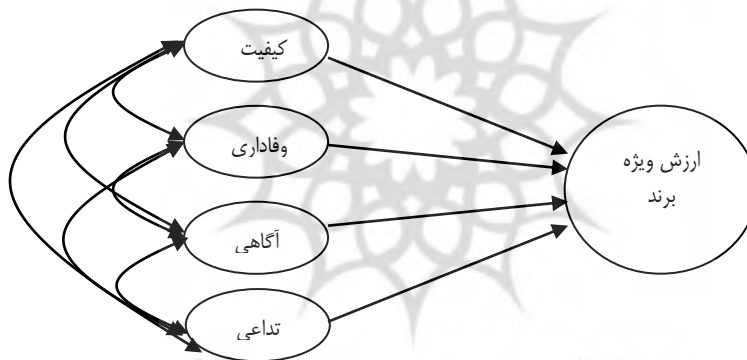 کیفیت
وفاداری
آگاهی
تداعی
ارزش ویژه
برند